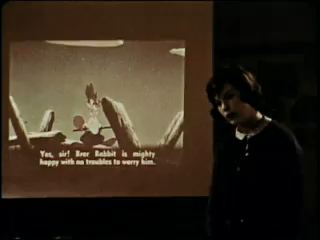 Yes, sir! Brer Rabbit is mighty
happy with no troubles to worry him.